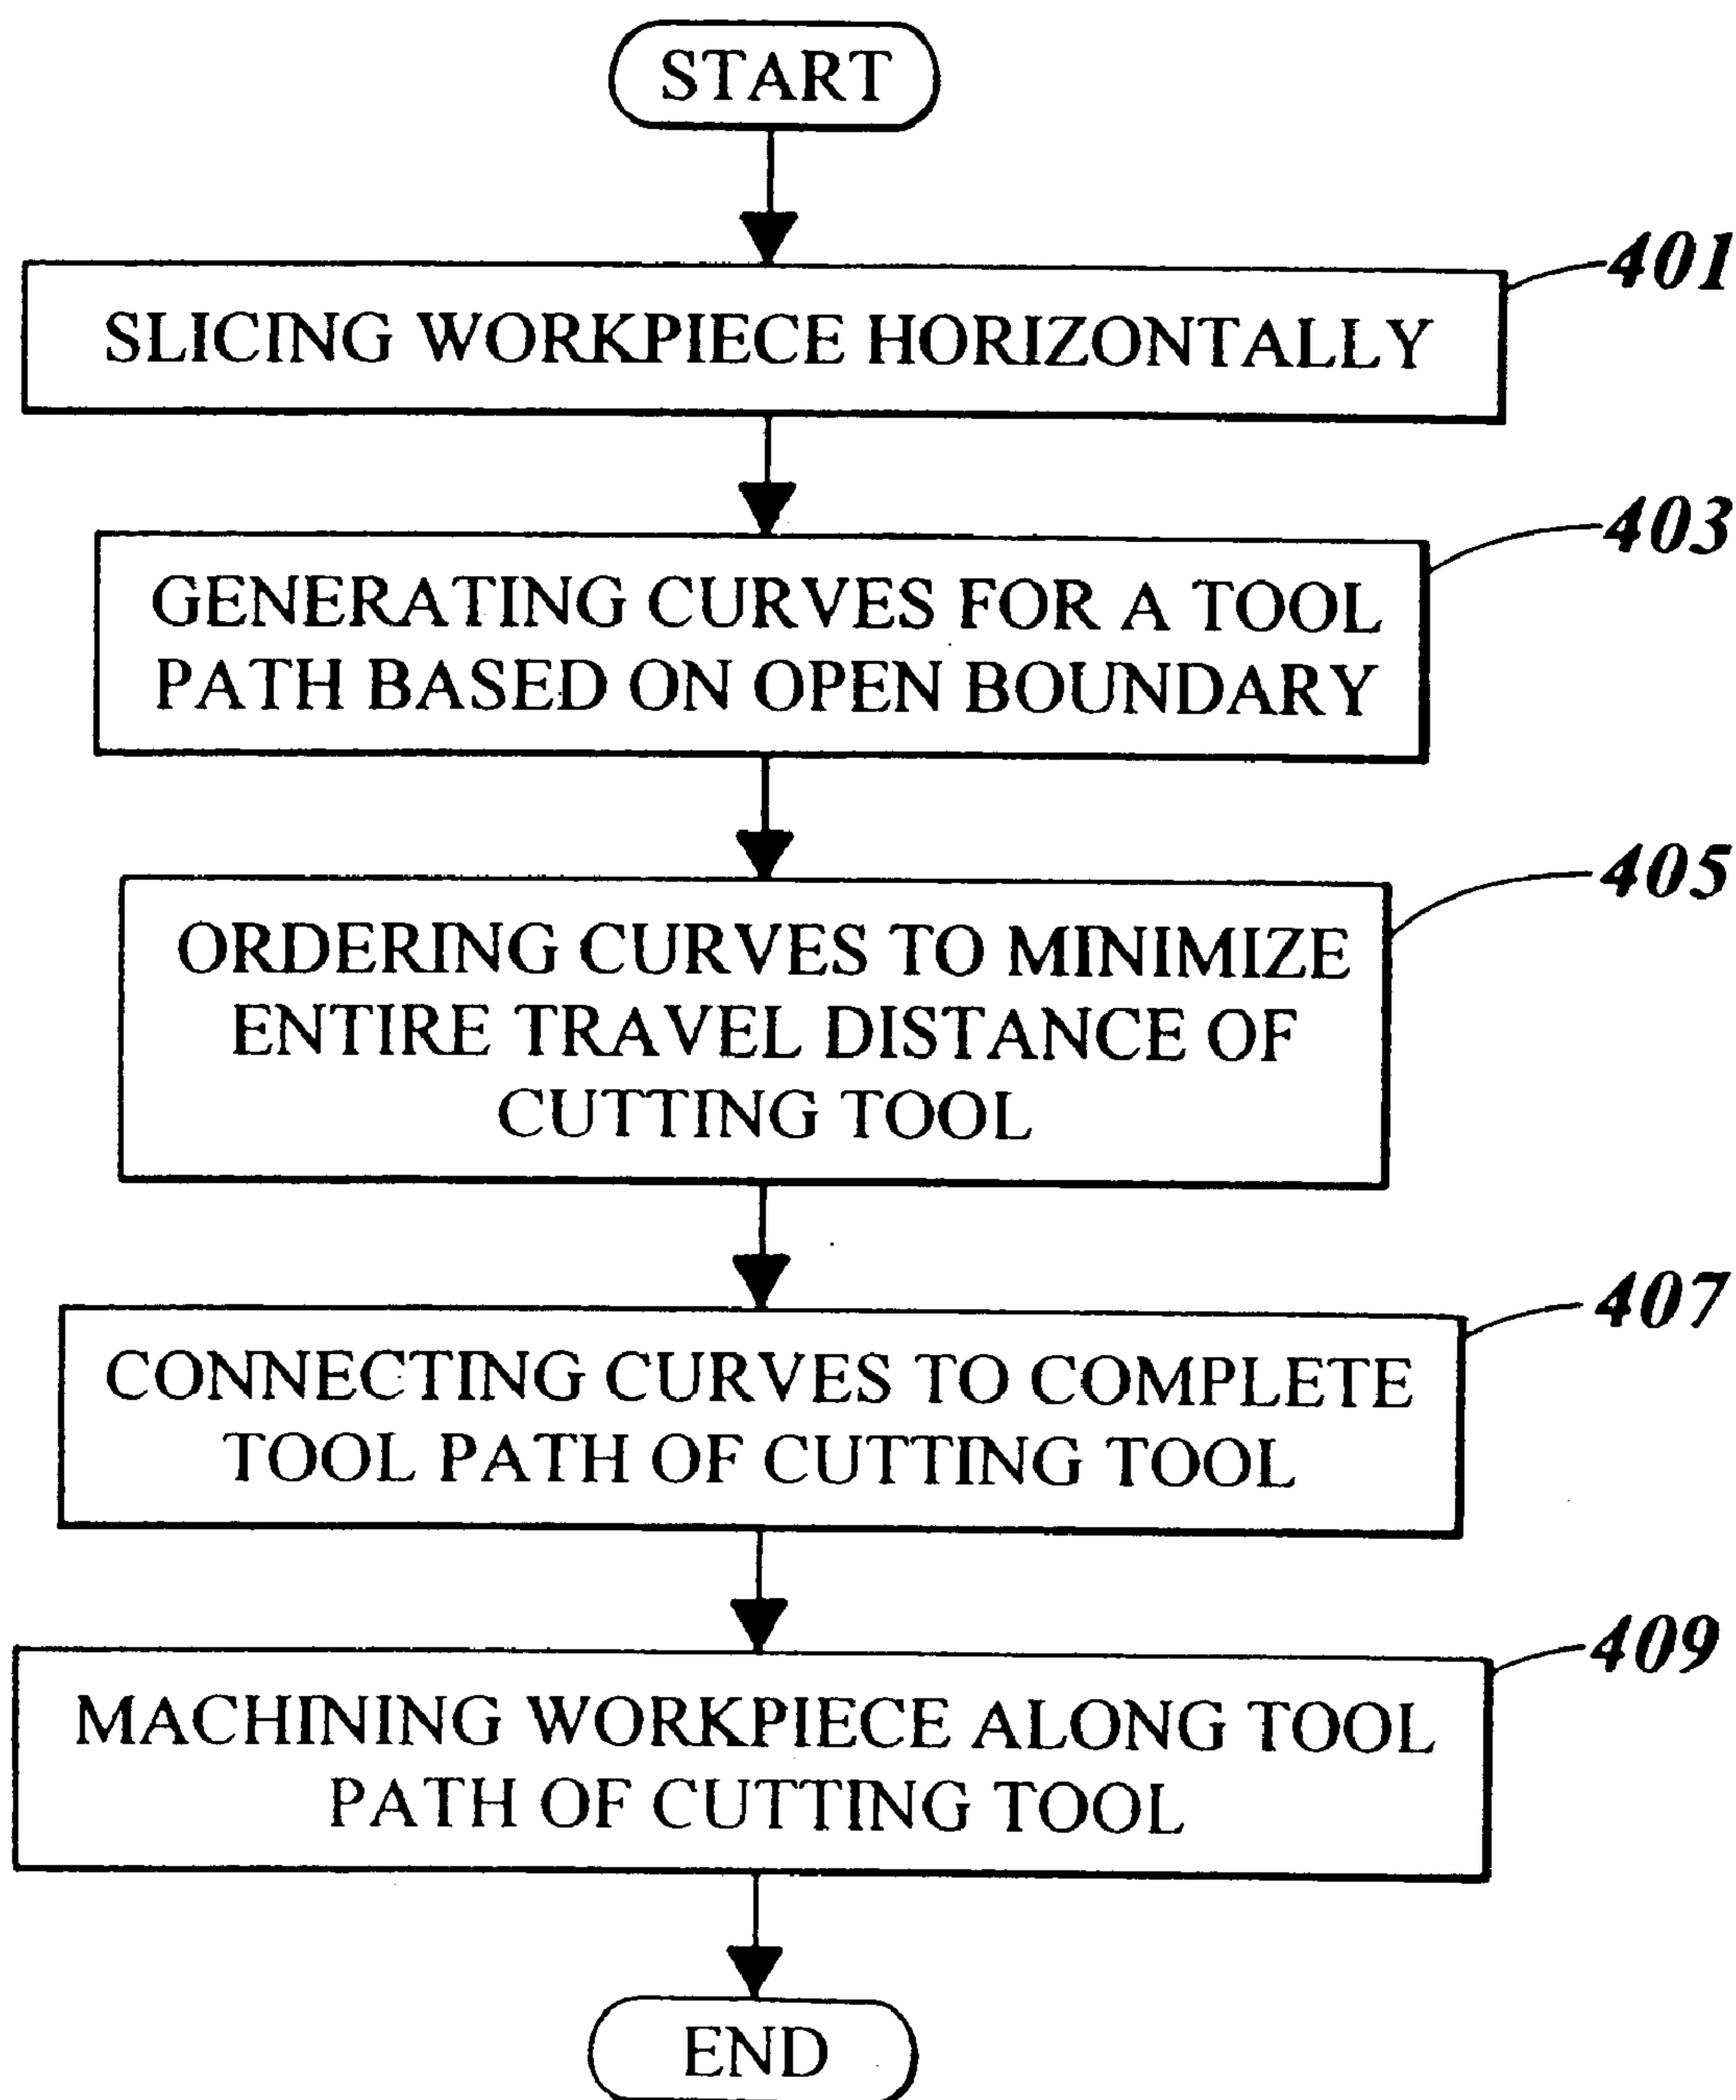 START
401
SLICING WORKPIECE HORIZONTALLY
403
GENERATING CURVES FOR A TOOL
PATH BASED ON OPEN BOUNDARY
405
ORDERING CURVES TO MINIMIZE
ENTIRE TRAVEL DISTANCE OF
CUTTING TOOL
407
CONNECTING CURVES TO COMPLETE
TOOL PATH OF CUTTING TOOL
409
MACHINING WORKPIECE ALONG TOOL
PATH OF CUTTING TOOL
END